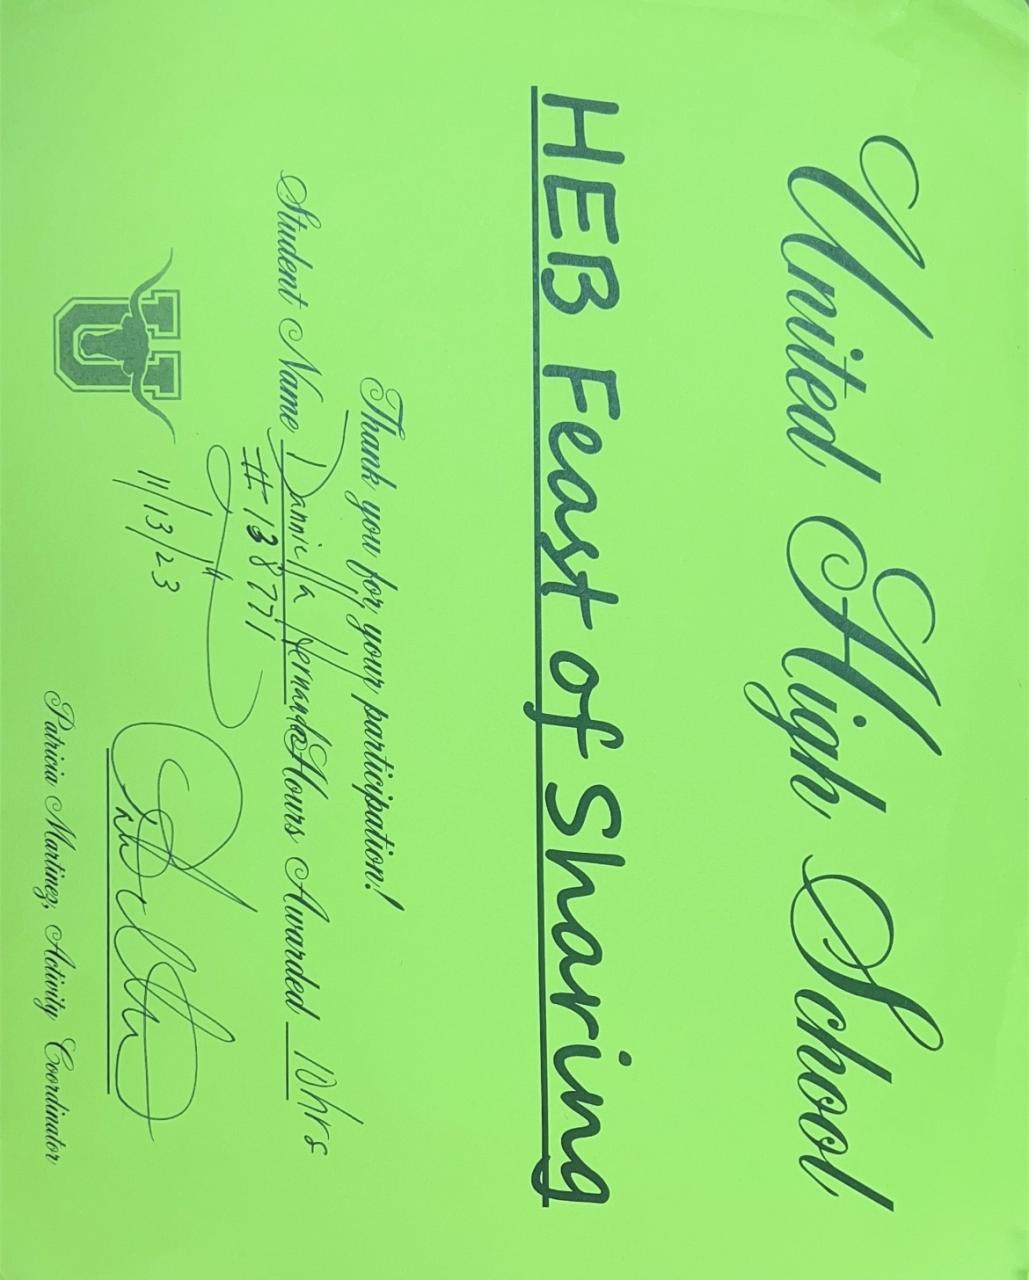 United High School
HEB Feast of Sharing
Thank you for your participation!
Student Name Danniella Hernandez Hours Awarded 10hrs
#138771
11/13/23
Patricia Martinez, Activity Coordinator